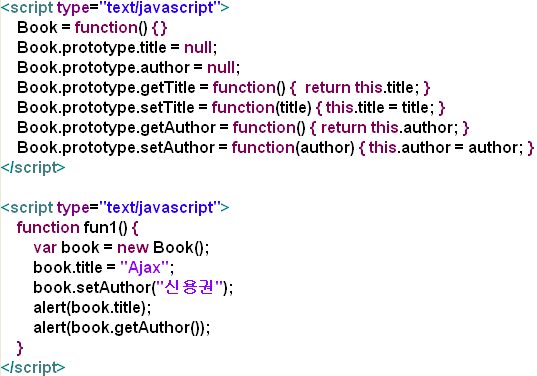 <script type="text/javascript">
Book = function() {}
Book.prototype.title = null;
Book.prototype.author = null;
Book.prototype.getTitle = function() {  return this.title; }
Book.prototype.setTitle = function(title) { this.title = title; }
Book.prototype.getAuthor = function() { return this.author; }
Book.prototype.setAuthor = function(author) { this.author = author; }
</script>
<script type="text/javascript">
function fun1() {
var book = new Book();
book.title = "Ajax";
book.setAuthor("신용권");
alert(book.title);
alert(book.getAuthor());
}
</script>